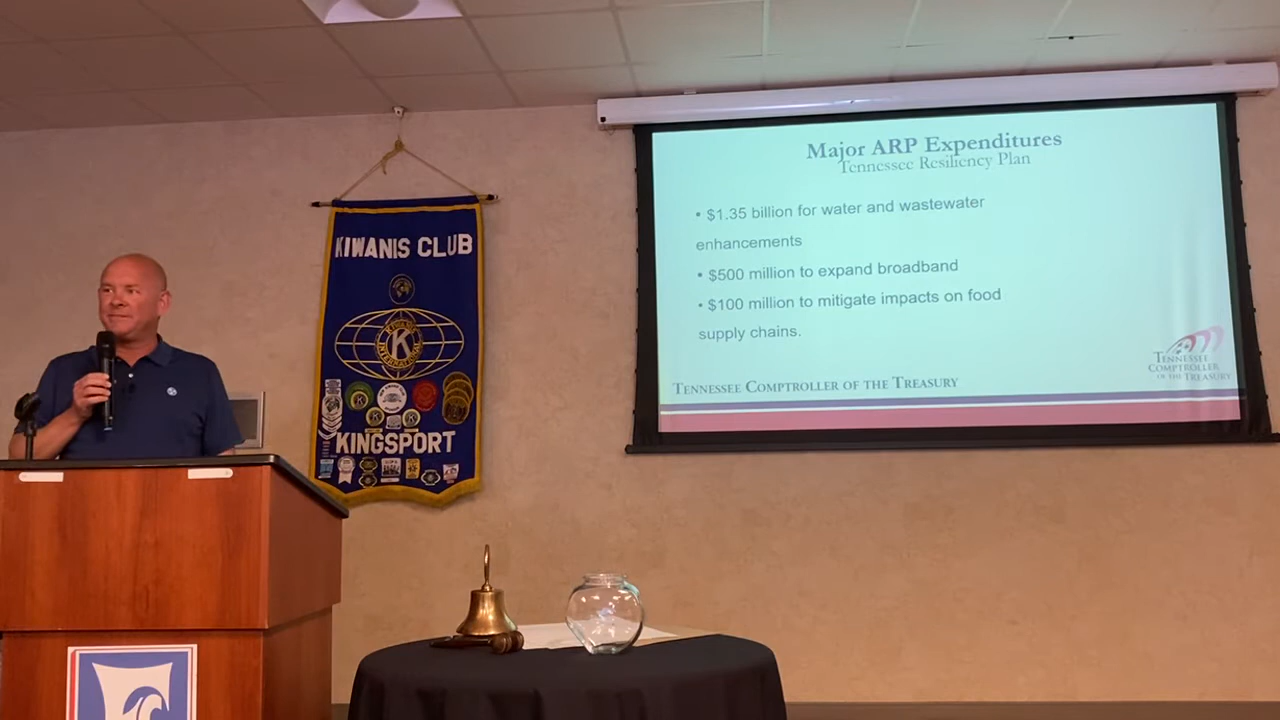 KIWANIS CLUB
K
KIWANIS
INTERNATIONAL
KINGSPORT
Major ARP Expenditures
Tennessee Resiliency Plan
• $1.35 billion for water and wastewater
enhancements
• $500 million to expand broadband
• $100 million to mitigate impacts on food
supply chains.
TENNESSEE COMPTROLLER OF THE TREASURY
TENNESSEE
COMPTROLLER
OF THE TREASURY